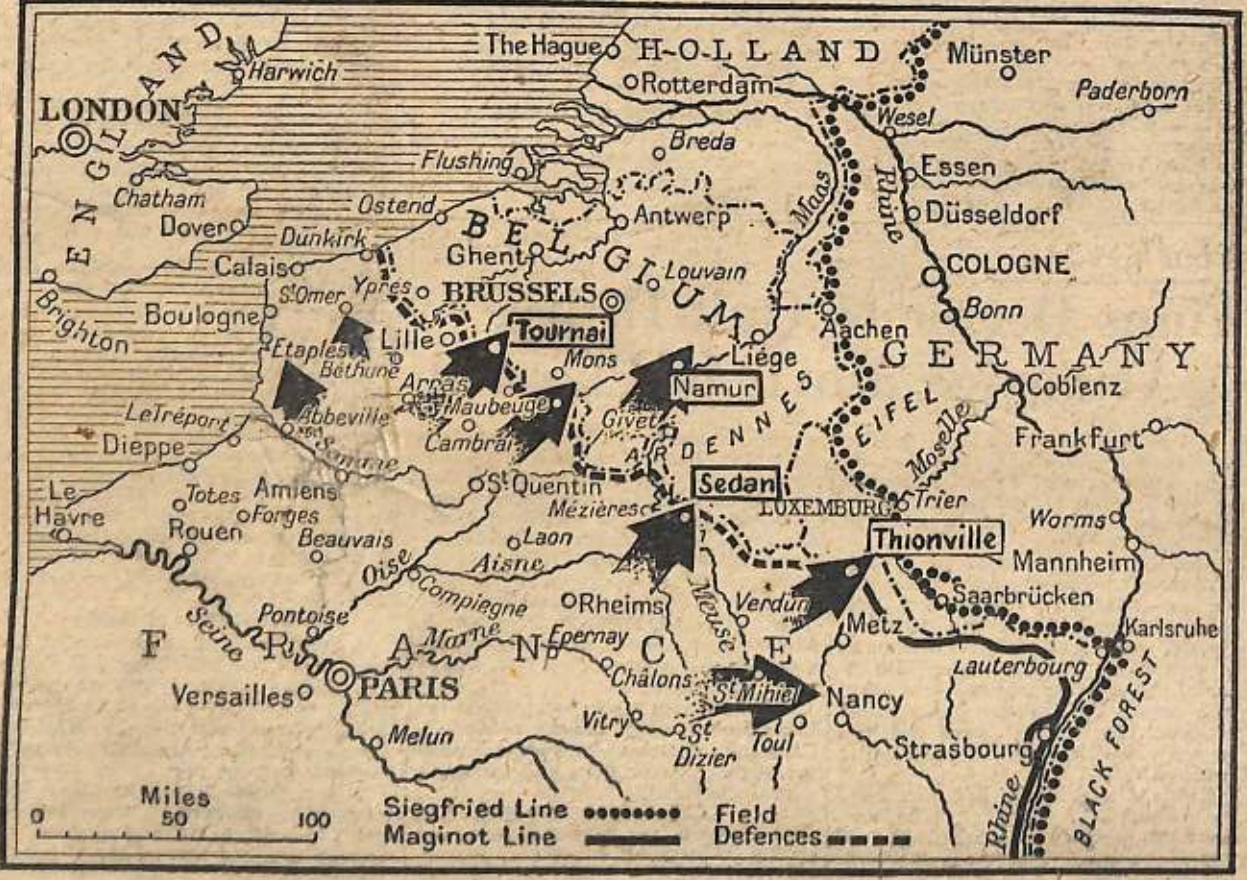 The Hague
HOLLAND
Münster
Harwich
Rotterdam
Paderborn
LONDON
ENGLAND
Wesel
Breda
Flushing
Essen
Chatham
Maas
Rhine
Ostend
Antwerp
Düsseldorf
Dover
BELGIUM
Dunkirk
Ghent
Calais
Louvain
COLOGNE
St Omer
Ypres
BRUSSELS
Brighton
Boulogne
Bonn
Lille
Tournai
Aachen
Etaples
Mons
Liége
GERMANY
Béthune
Arras
Namur
Coblenz
Maubeuge
ARDENNES
EIFEL
Le Tréport
Abbeville
Givet
Moselle
Dieppe
Cambrai
Frankfurt
Somme
Le
Havre
Totes
Amiens
St Quentin
Sedan
Forges
Mézières
LUXEMBURG
Trier
Rouen
Worms
Beauvais
Laon
Thionville
Oise
Aisne
Mannheim
Compiegne
Rheims
Meuse
Verdun
Saarbrücken
Seine
Pontoise
Marne
Epernay
Metz
Karlsruhe
FRANCE
Lauterbourg
Châlons
PARIS
St Mihiel
Versailles
Nancy
Vitry
St
Dizier
Toul
Melun
Strasbourg
BLACK FOREST
Rhine
Miles
0 50 100
Siegfried Line
Maginot Line
Field
Defences